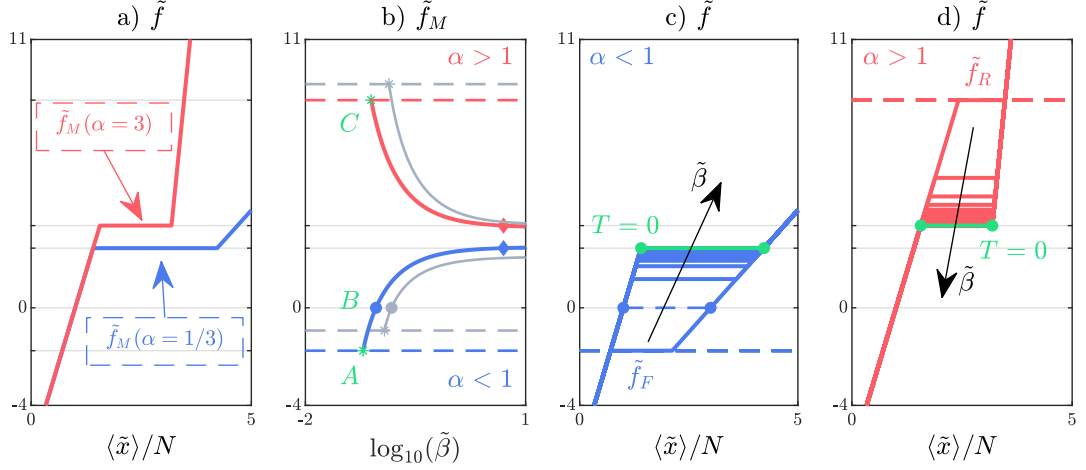 a) f̃
b) f̃_M
c) f̃
d) f̃
11
0
-4
0
5
⟨x̃⟩/N
f̃_M(α = 3)
f̃_M(α = 1/3)
11
0
-4
-2
1
log₁₀(β̃)
α > 1
C
B
A
α < 1
11
0
-4
0
5
⟨x̃⟩/N
α < 1
β̃
T = 0
f̃_F
11
0
-4
0
5
⟨x̃⟩/N
α > 1
f̃_R
T = 0
β̃